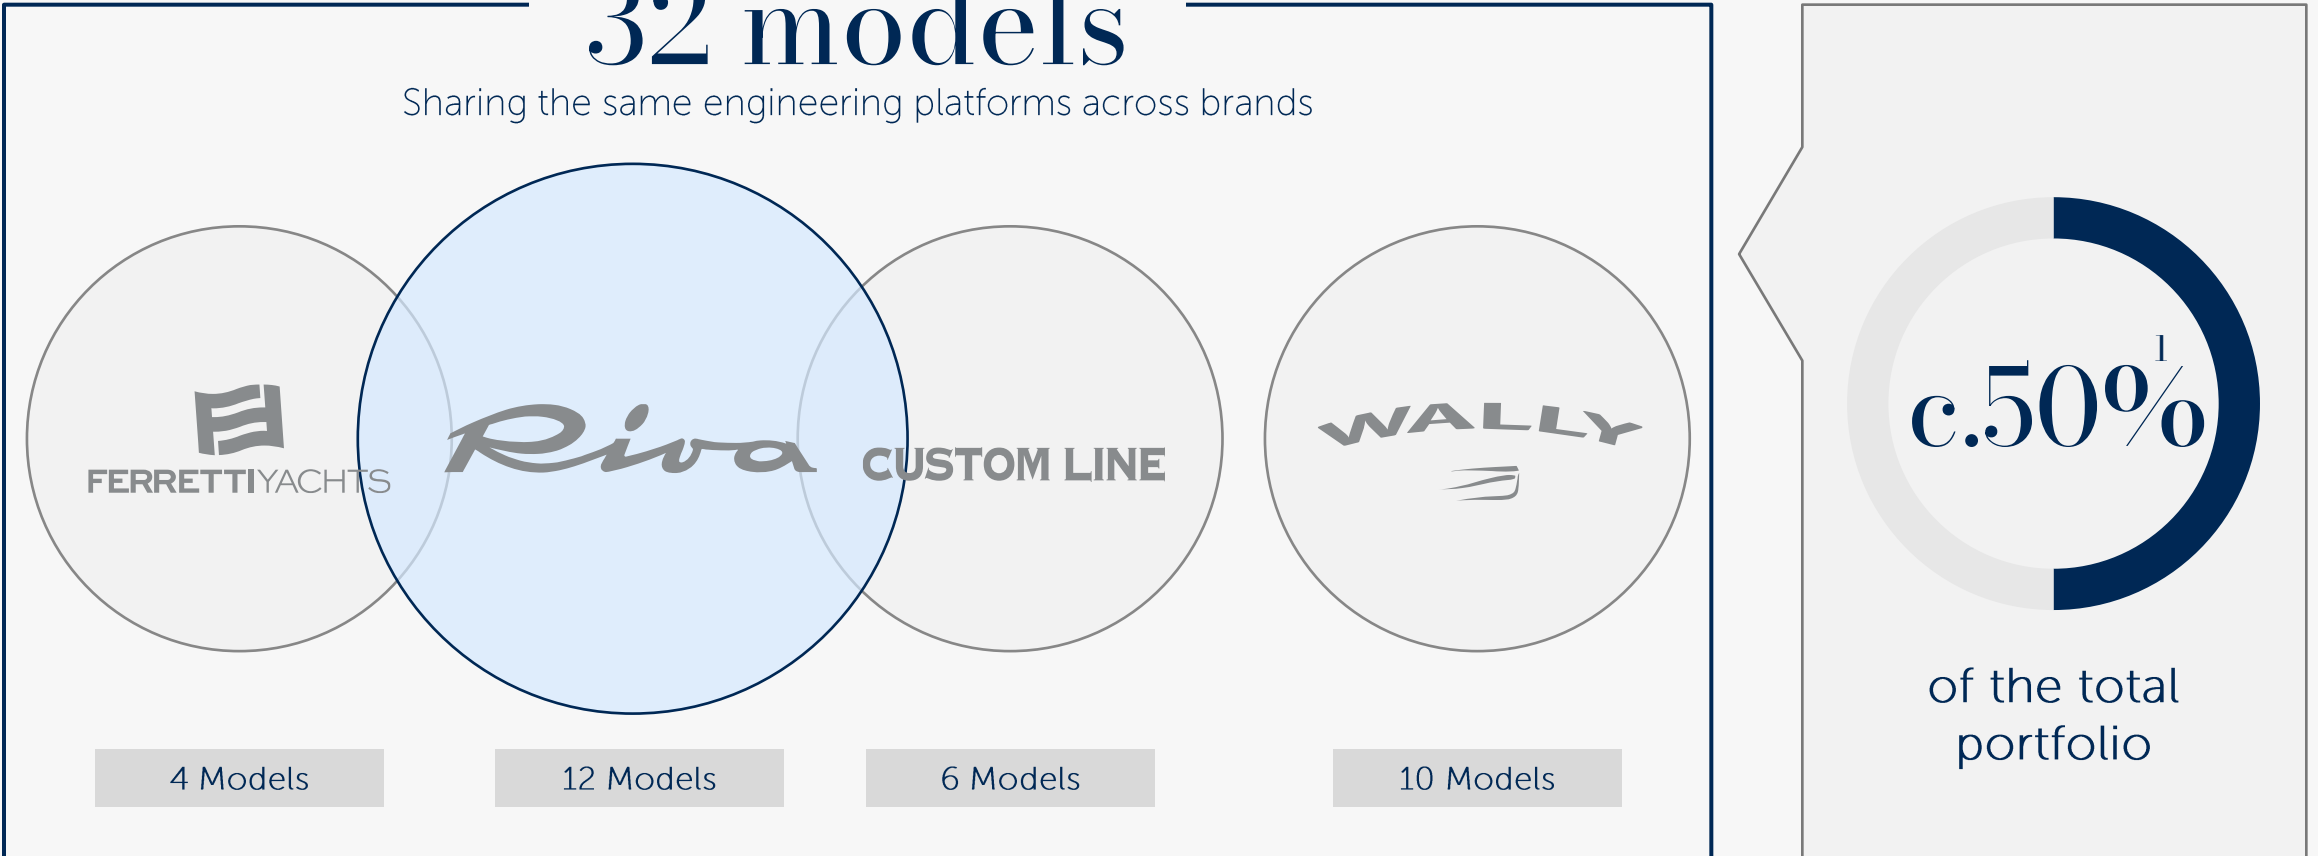 32 models
Sharing the same engineering platforms across brands
FERRETTIYACHTS
Riva
CUSTOM LINE
WALLY
4 Models
12 Models
6 Models
10 Models
c.50%¹
of the total
portfolio